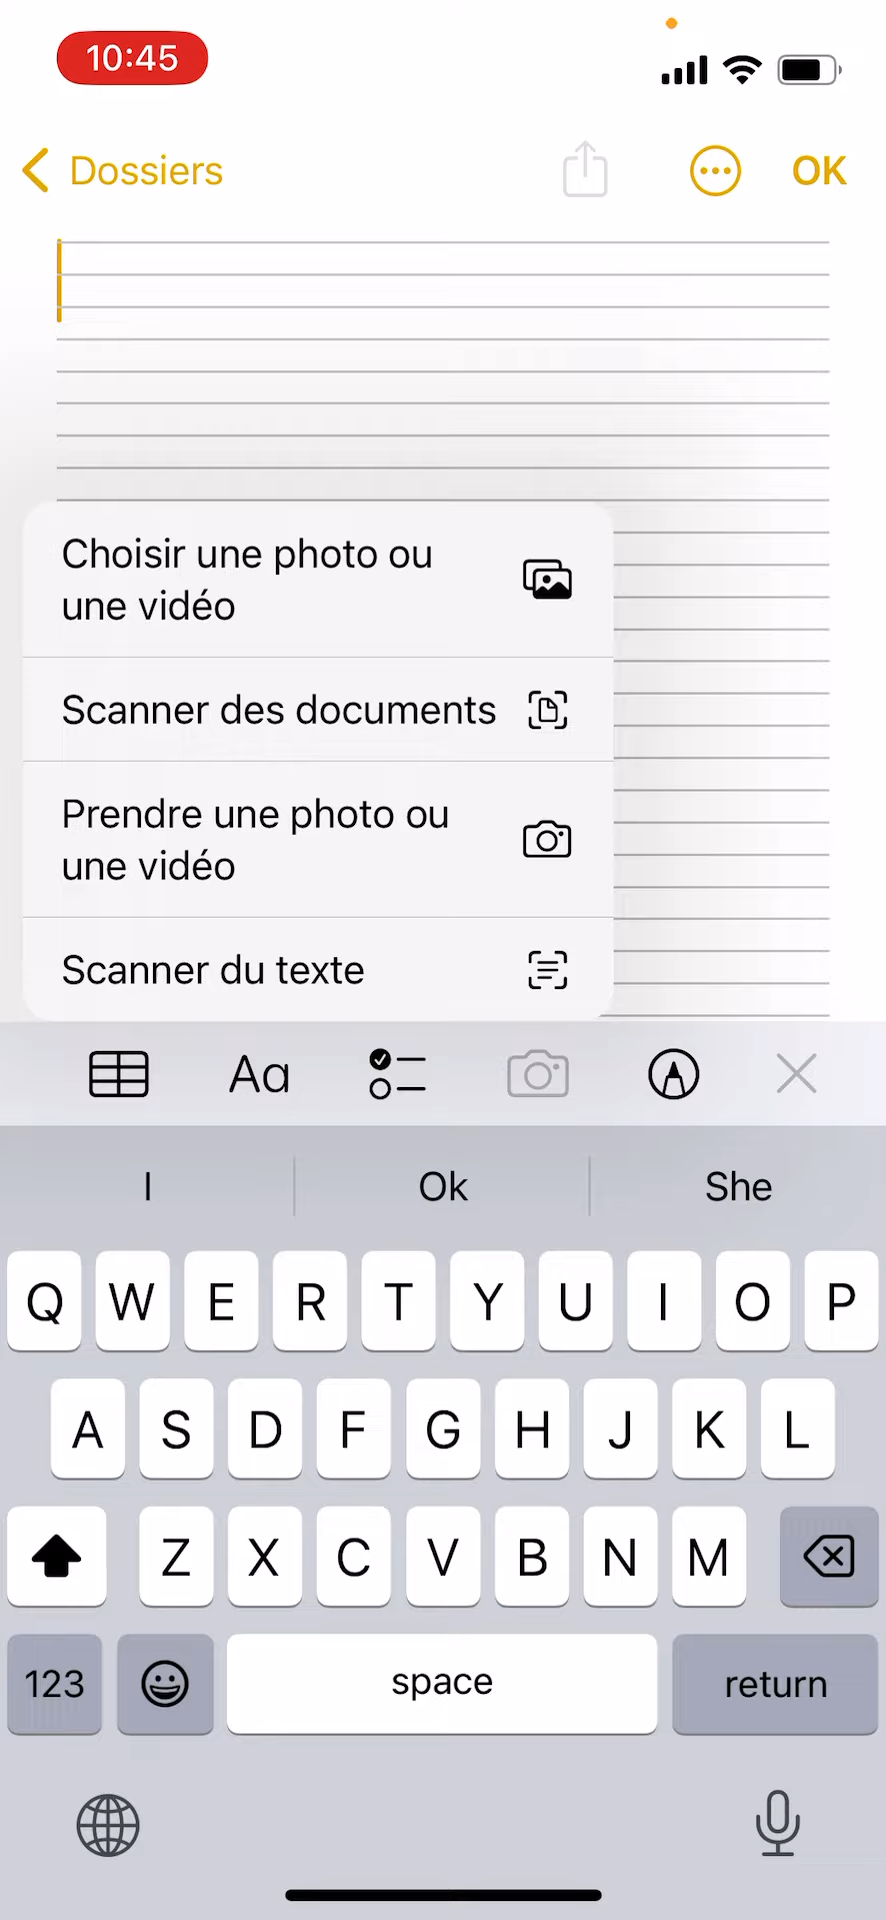 10:45
Dossiers
OK
Choisir une photo ou
une vidéo
Scanner des documents
Prendre une photo ou
une vidéo
Scanner du texte
Aa
I Ok She
Q W E R T Y U I O P
A S D F G H J K L
Z X C V B N M
123 space return